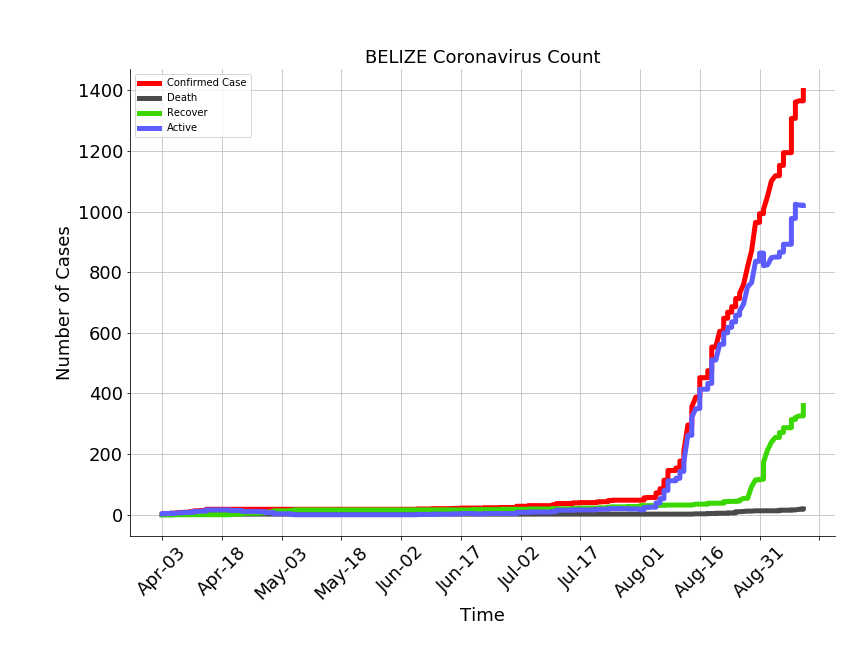 BELIZE Coronavirus Count
Confirmed Case
Death
Recover
Active
Number of Cases
1400
1200
1000
800
600
400
200
0
Apr-03
Apr-18
May-03
May-18
Jun-02
Jun-17
Jul-02
Jul-17
Aug-01
Aug-16
Aug-31
Time